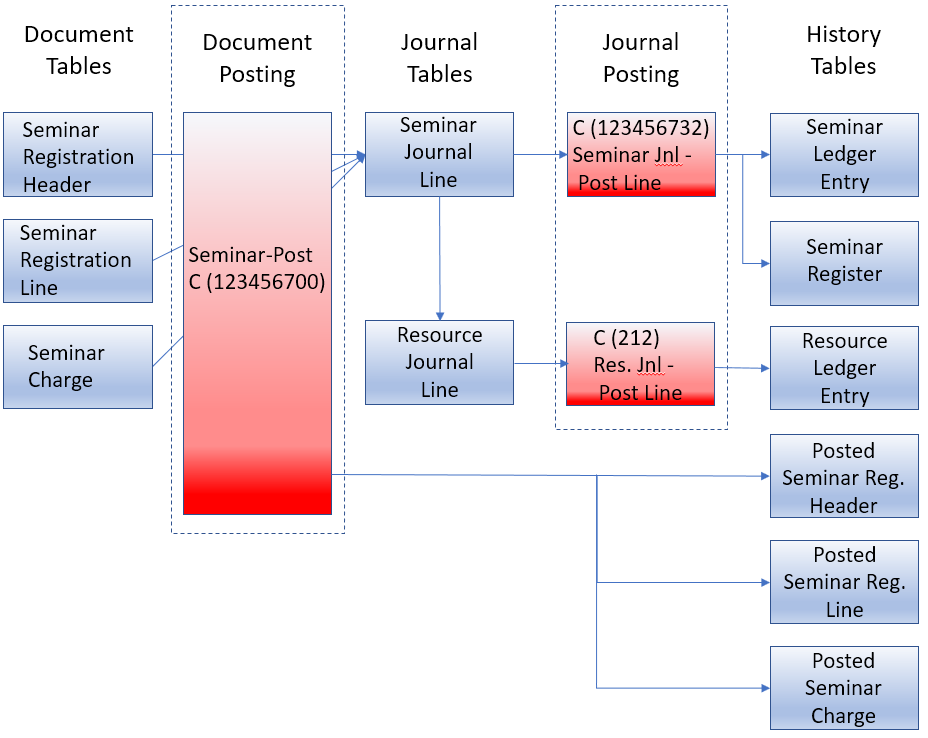 Document
Tables
Document
Posting
Journal
Tables
Journal
Posting
History
Tables
Seminar
Registration
Header
Seminar
Registration
Line
Seminar
Charge
Seminar-Post
C (123456700)
Seminar
Journal
Line
Resource
Journal
Line
C (123456732)
Seminar Jnl -
Post Line
C (212)
Res. Jnl -
Post Line
Seminar
Ledger
Entry
Seminar
Register
Resource
Ledger
Entry
Posted
Seminar Reg.
Header
Posted
Seminar Reg.
Line
Posted
Seminar
Charge